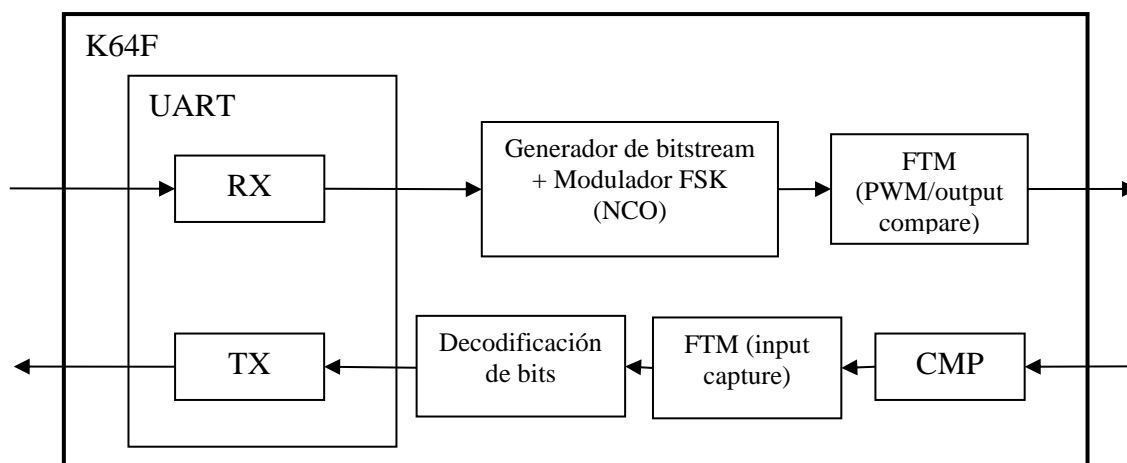 K64F
UART
RX
Generador de bitstream
+ Modulador FSK
(NCO)
FTM
(PWM/output
compare)
TX
Decodificación
de bits
FTM (input
capture)
CMP